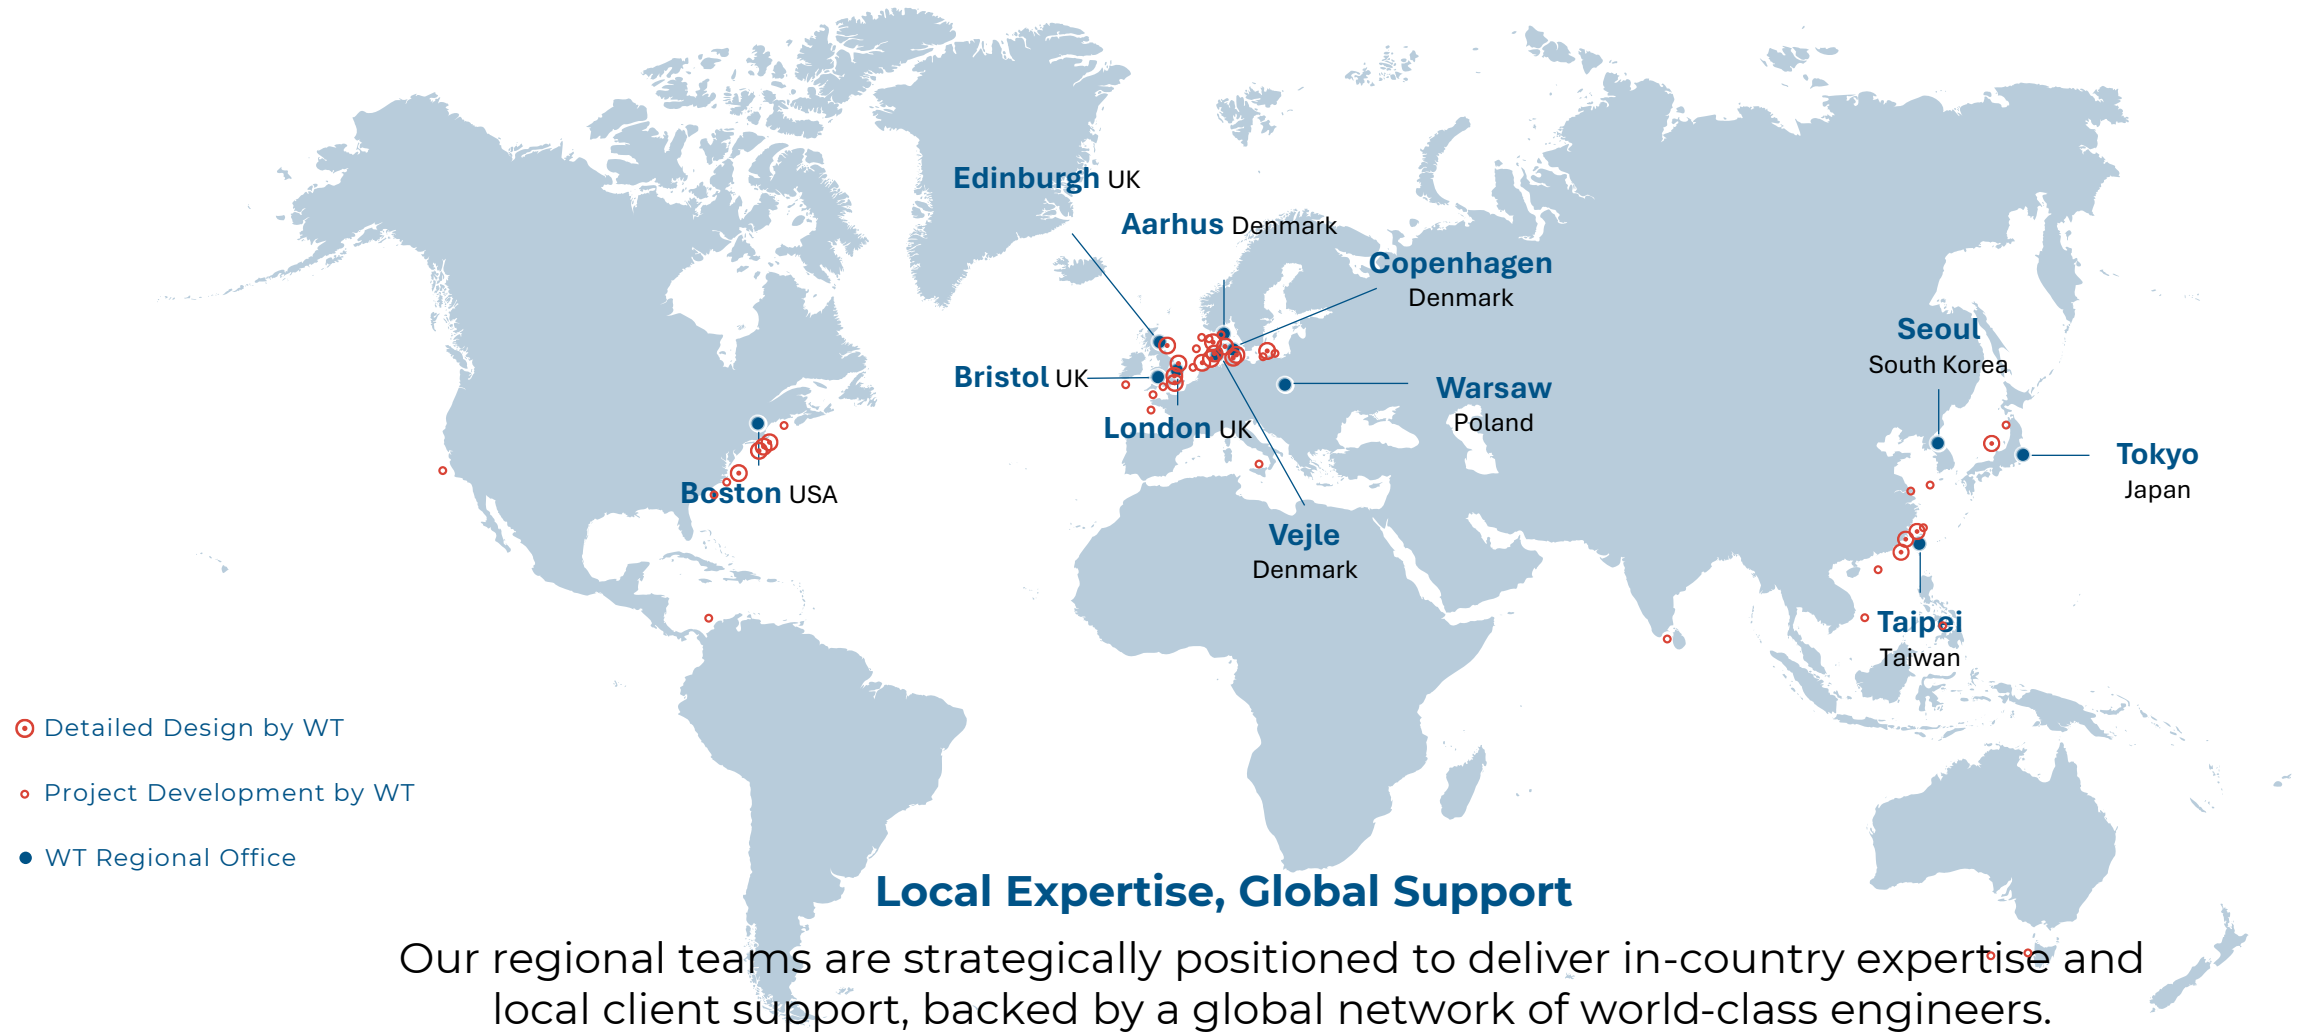 Edinburgh UK
Aarhus Denmark
Copenhagen
Denmark
Seoul
South Korea
Bristol UK
Warsaw
Poland
London UK
Tokyo
Japan
Boston USA
Vejle
Denmark
Taipei
Taiwan
Detailed Design by WT
Project Development by WT
WT Regional Office
Local Expertise, Global Support
Our regional teams are strategically positioned to deliver in-country expertise and
local client support, backed by a global network of world-class engineers.